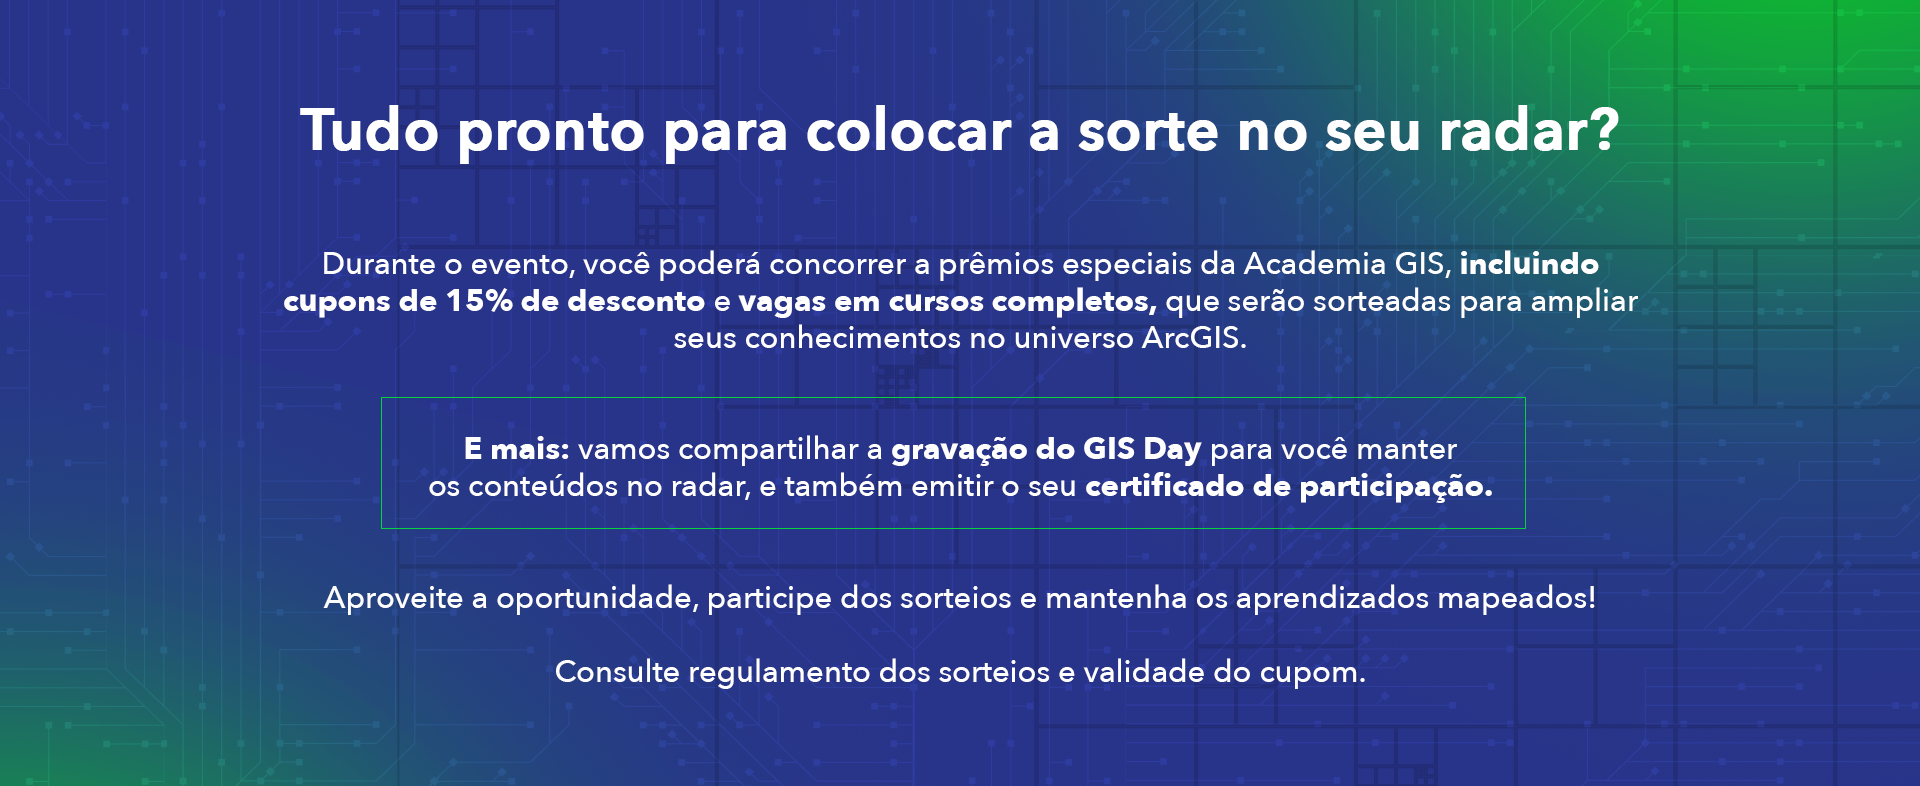 Tudo pronto para colocar a sorte no seu radar?
Durante o evento, você poderá concorrer a prêmios especiais da Academia GIS, incluindo
cupons de 15% de desconto e vagas em cursos completos, que serão sorteadas para ampliar
seus conhecimentos no universo ArcGIS.
E mais: vamos compartilhar a gravação do GIS Day para você manter
os conteúdos no radar, e também emitir o seu certificado de participação.
Aproveite a oportunidade, participe dos sorteios e mantenha os aprendizados mapeados!
Consulte regulamento dos sorteios e validade do cupom.